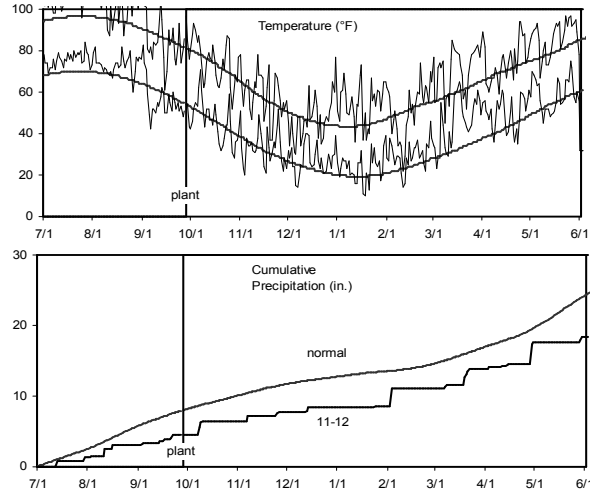 Temperature (°F)
100
80
60
40
20
0
plant
7/1 8/1 9/1 10/1 11/1 12/1 1/1 2/1 3/1 4/1 5/1 6/1
Cumulative
Precipitation (in.)
30
20
10
0
normal
11-12
plant
7/1 8/1 9/1 10/1 11/1 12/1 1/1 2/1 3/1 4/1 5/1 6/1